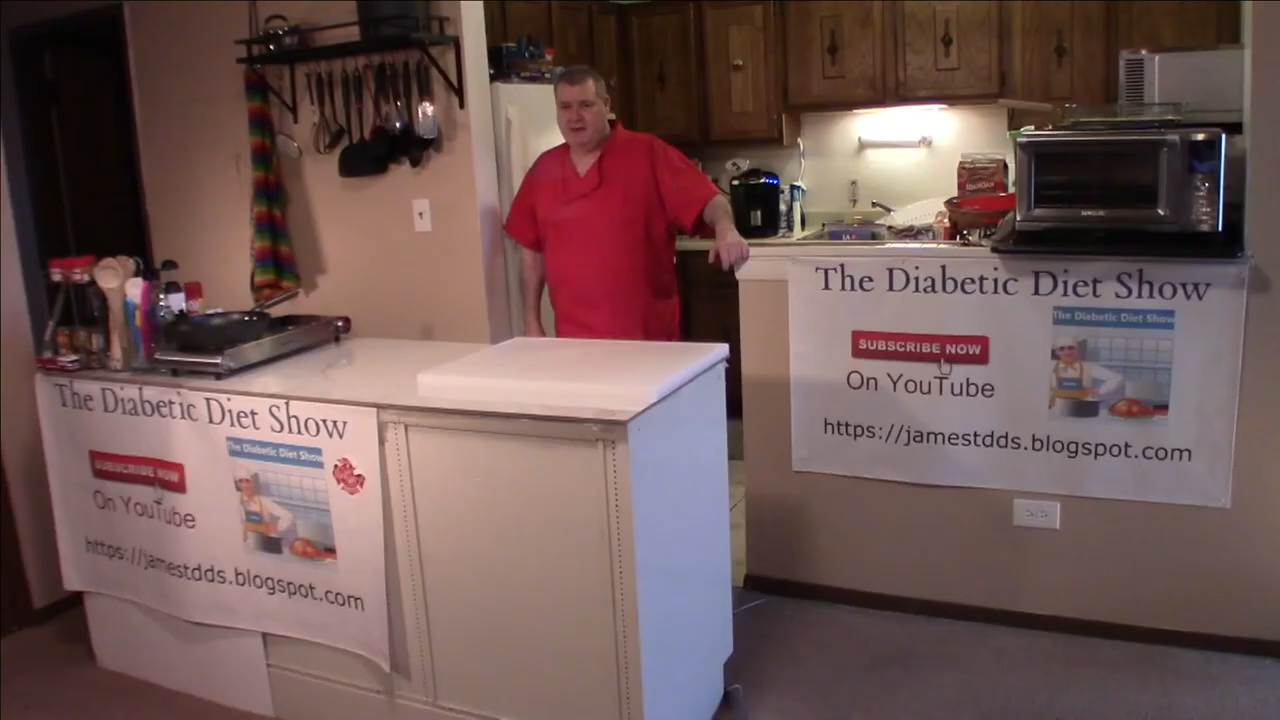 The Diabetic Diet Show
SUBSCRIBE NOW
On YouTube
https://jamestdds.blogspot.com
The Diabetic Diet Show
The Diabetic Diet Show
SUBSCRIBE NOW
On YouTube
https://jamestdds.blogspot.com
The Diabetic Diet Show
IDAHOAN